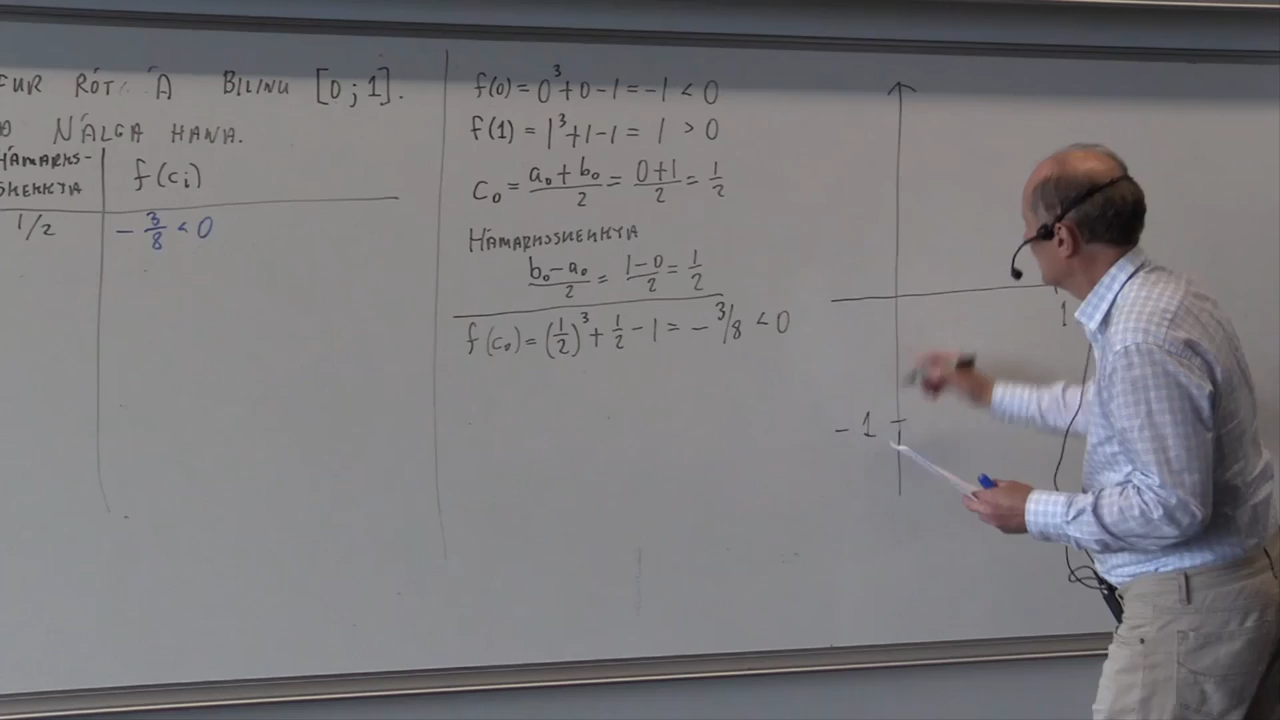 RÓT Á BILINU [0;1].
NÁLGA HANA.
HÁMARKS-
SKEKKJA
f(ci)
1/2
-3/8 < 0
f(0) = 0³+0-1 = -1 < 0
f(1) = 1³+1-1 = 1 > 0
c₀ = (a₀+b₀)/2 = (0+1)/2 = 1/2
HÁMARKSSKEKKJA
(b₀-a₀)/2 = (1-0)/2 = 1/2
f(c₀) = (1/2)³ + 1/2 - 1 = -3/8 < 0
1
-1